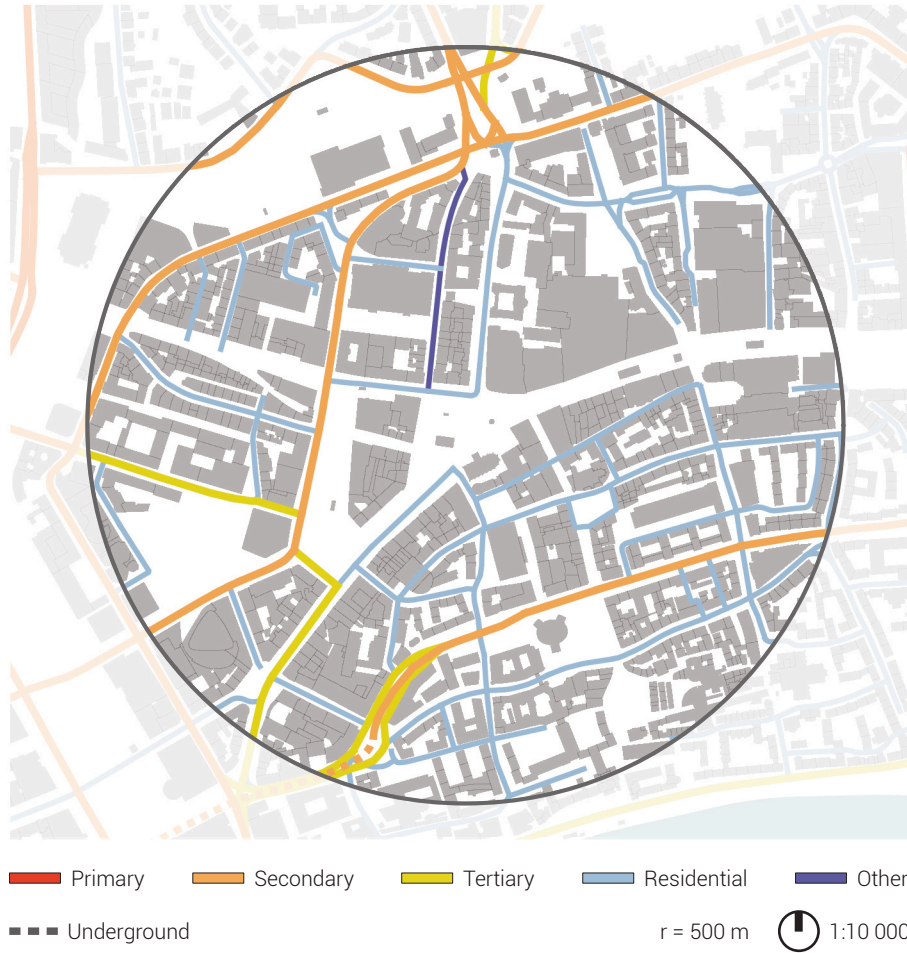 Primary Secondary Tertiary Residential Other
Underground r = 500 m 1:10 000